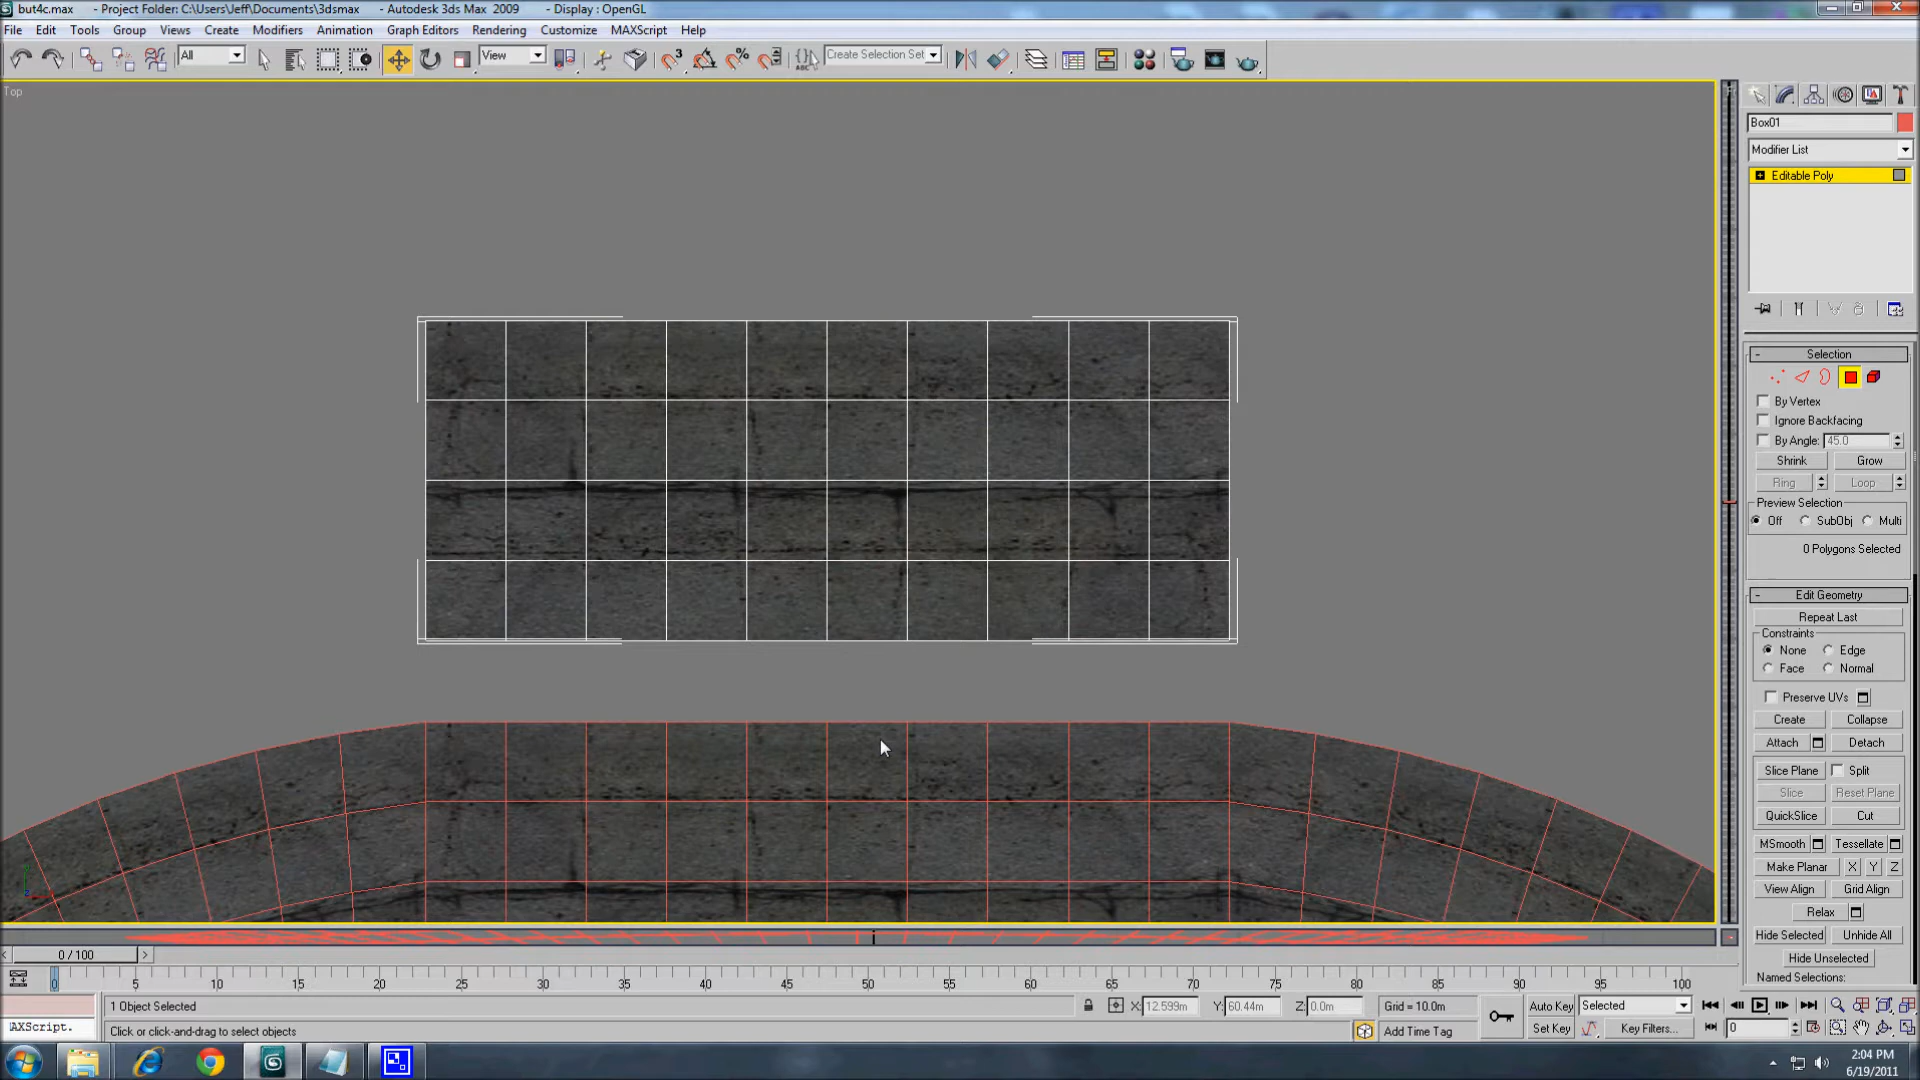 but4c.max - Project Folder: C:\Users\Jeff\Documents\3dsmax - Autodesk 3ds Max 2009 - Display : OpenGL
File Edit Tools Group Views Create Modifiers Animation Graph Editors Rendering Customize MAXScript Help
All View Create Selection Set
Top
Box01
Modifier List
Editable Poly
Selection
By Vertex
Ignore Backfacing
By Angle: 45.0
Shrink Grow
Ring Loop
Preview Selection
Off SubObj Multi
0 Polygons Selected
Edit Geometry
Repeat Last
Constraints
None Edge
Face Normal
Preserve UVs
Create Collapse
Attach Detach
Slice Plane Split
Slice Reset Plane
QuickSlice Cut
MSmooth Tessellate
Make Planar X Y Z
View Align Grid Align
Relax
Hide Selected Unhide All
Hide Unselected
Named Selections:
0 / 100
0 5 10 15 20 25 30 35 40 45 50 55 60 65 70 75 80 85 90 95 100
1 Object Selected X: 12.599m Y: 60.44m Z: 0.0m Grid = 10.0m Auto Key Selected
AXScript. Click or click-and-drag to select objects Add Time Tag Set Key Key Filters... 0
2:04 PM
6/19/2011